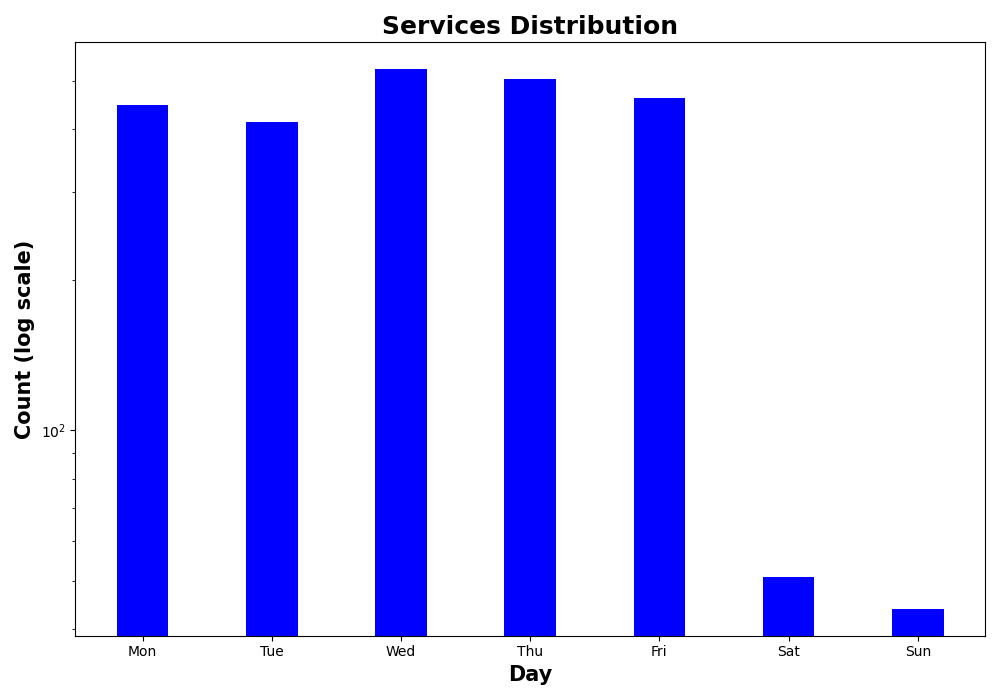 Services Distribution
Count (log scale)
10²
Mon Tue Wed Thu Fri Sat Sun
Day